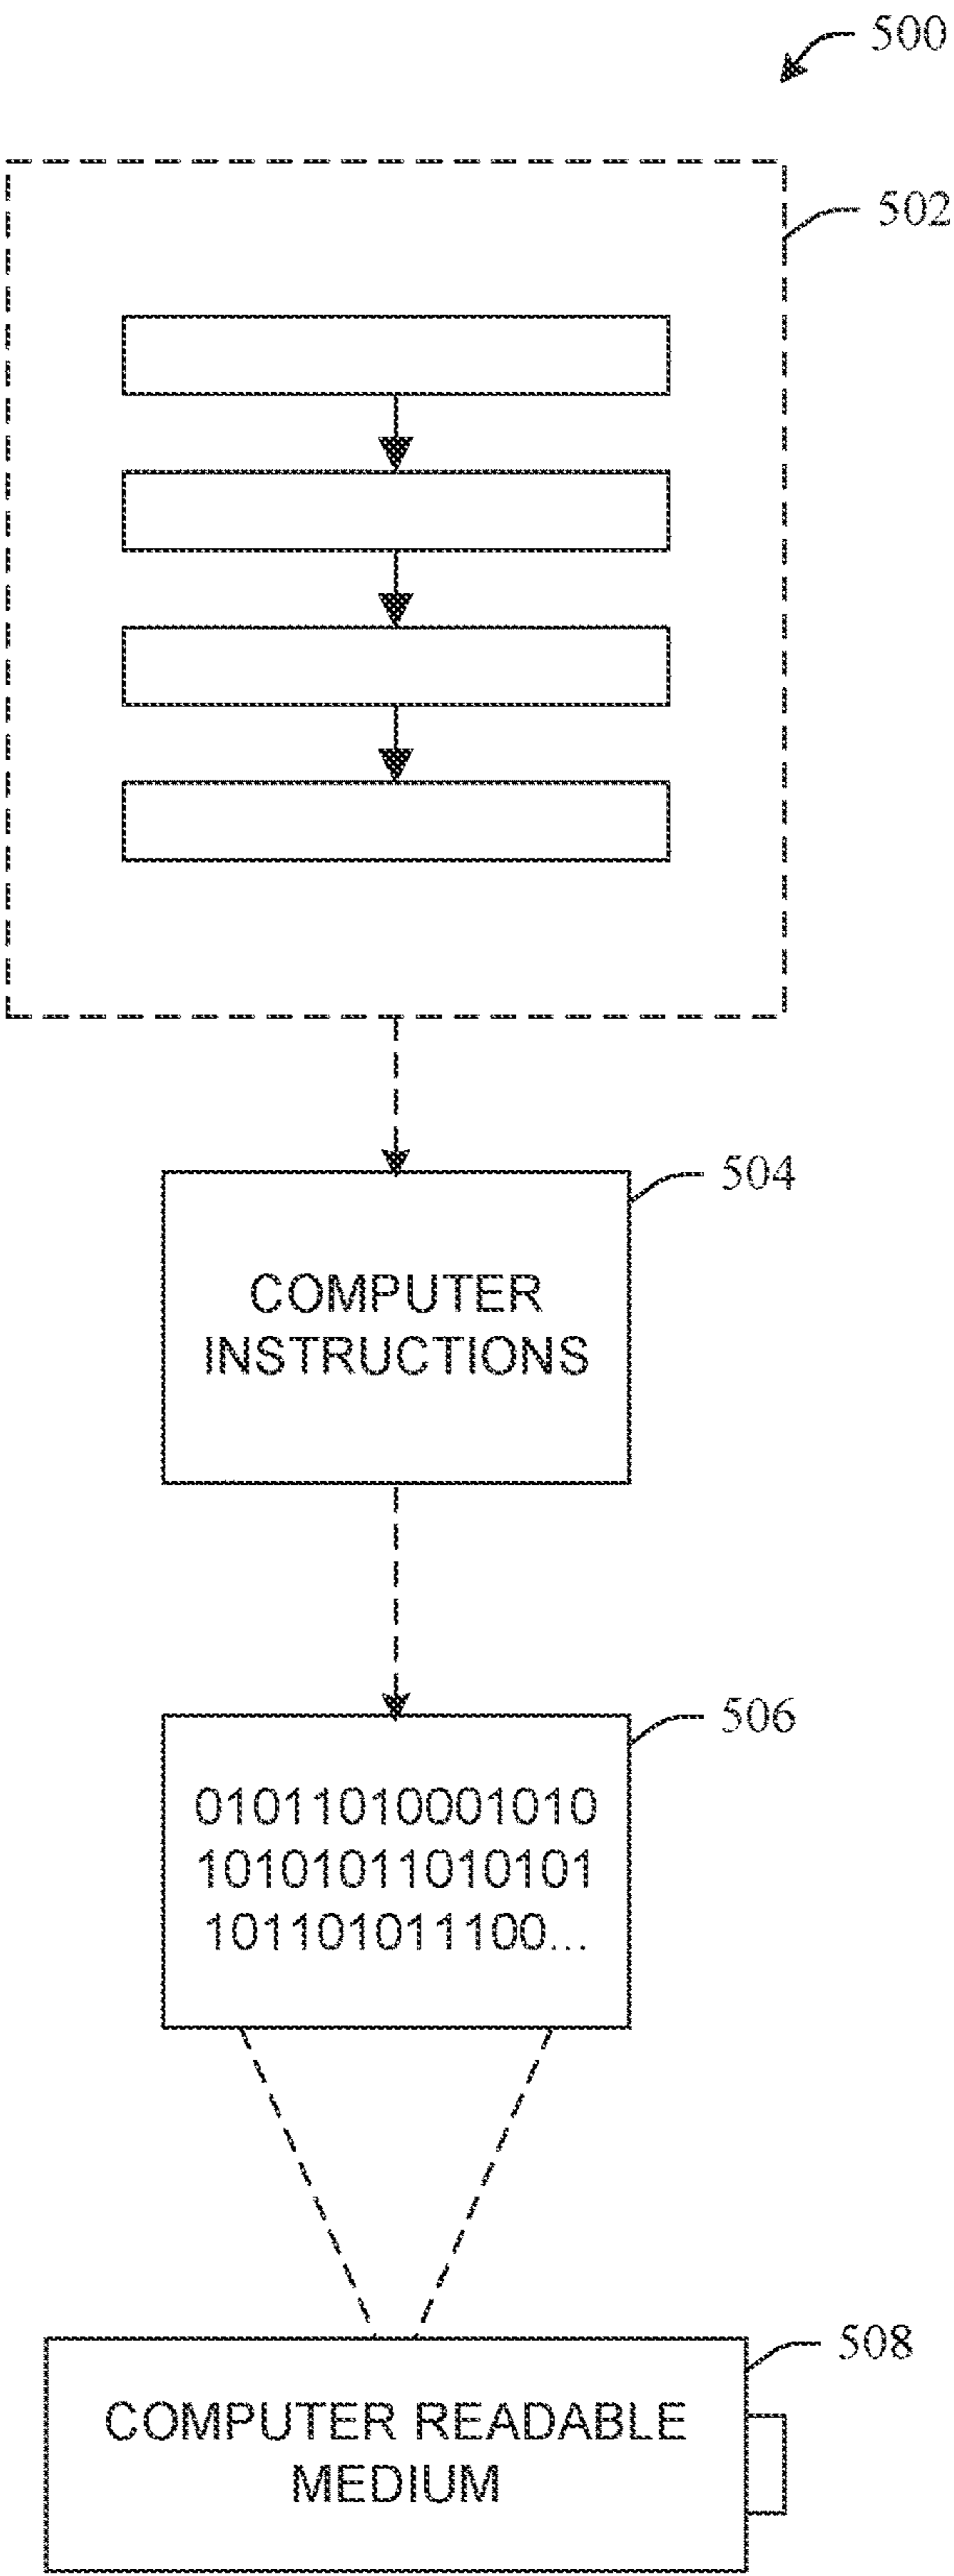 500
502
504
COMPUTER
INSTRUCTIONS
506
01011010001010
10101011010101
101101011100...
508
COMPUTER READABLE
MEDIUM